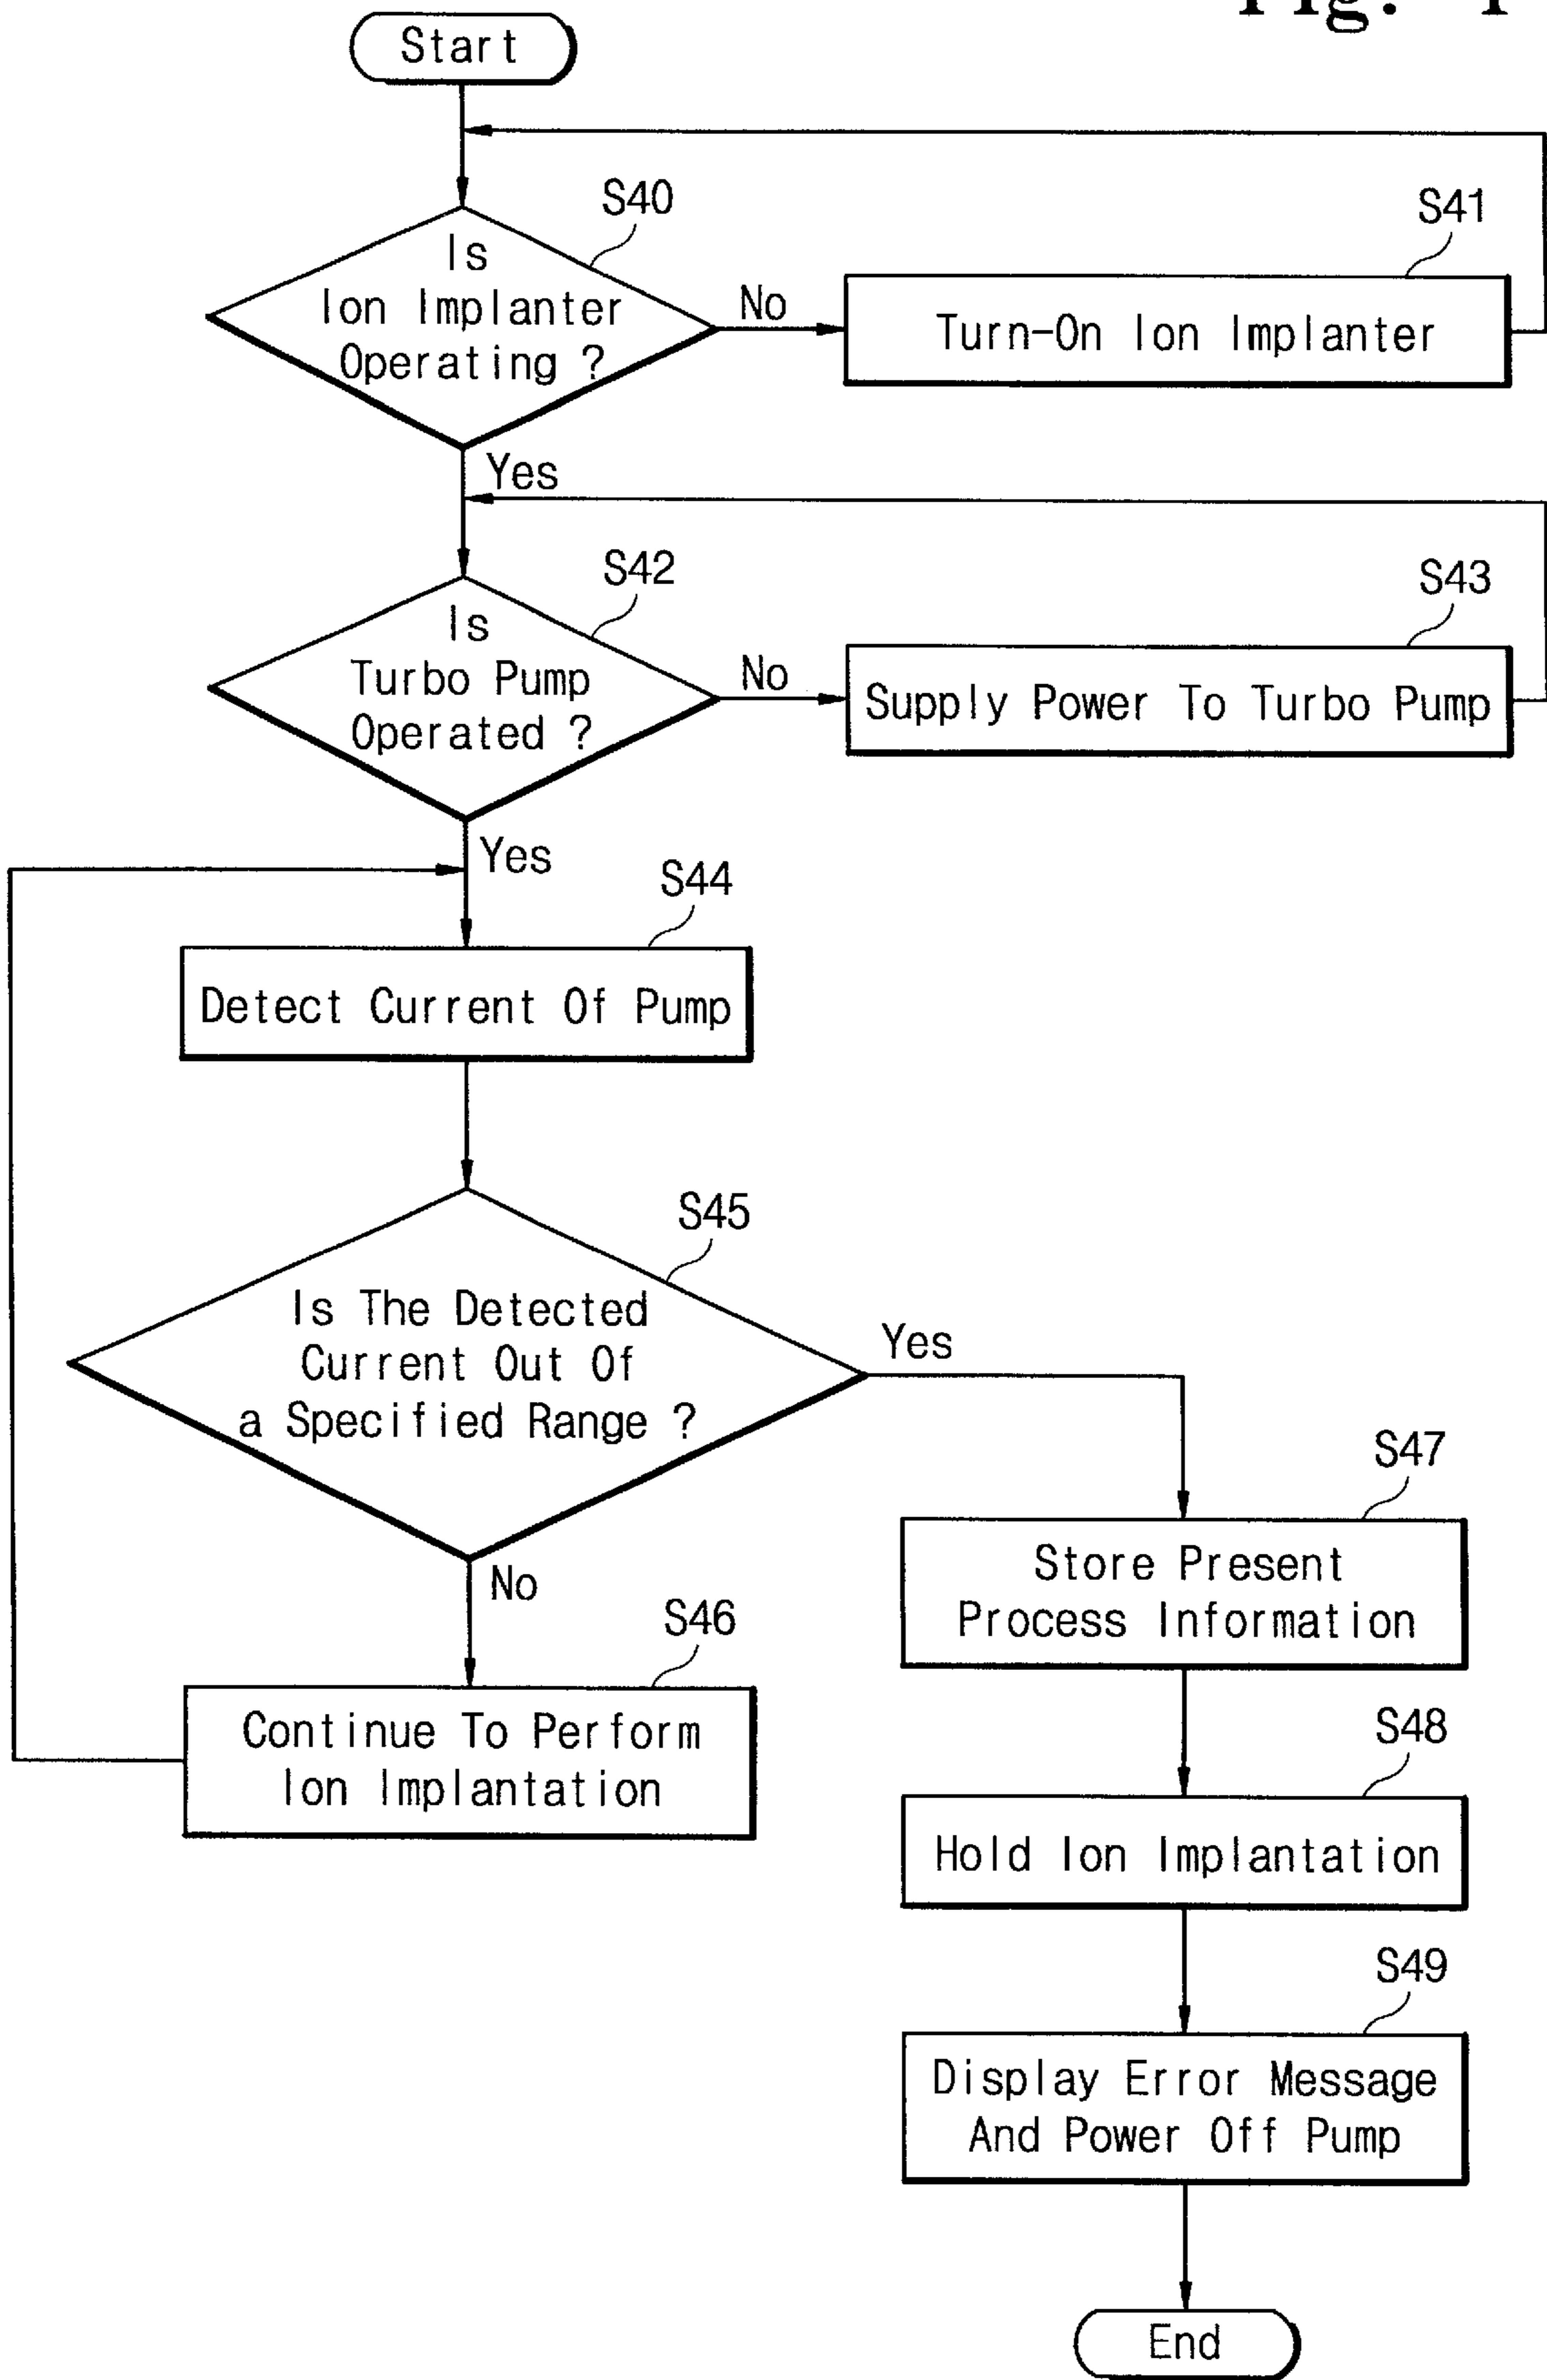 Start
S40
Is
Ion Implanter
Operating ?
No
S41
Turn-On Ion Implanter
Yes
S42
Is
Turbo Pump
Operated ?
No
S43
Supply Power To Turbo Pump
Yes
S44
Detect Current Of Pump
S45
Is The Detected
Current Out Of
a Specified Range ?
Yes
No
S46
Continue To Perform
Ion Implantation
S47
Store Present
Process Information
S48
Hold Ion Implantation
S49
Display Error Message
And Power Off Pump
End